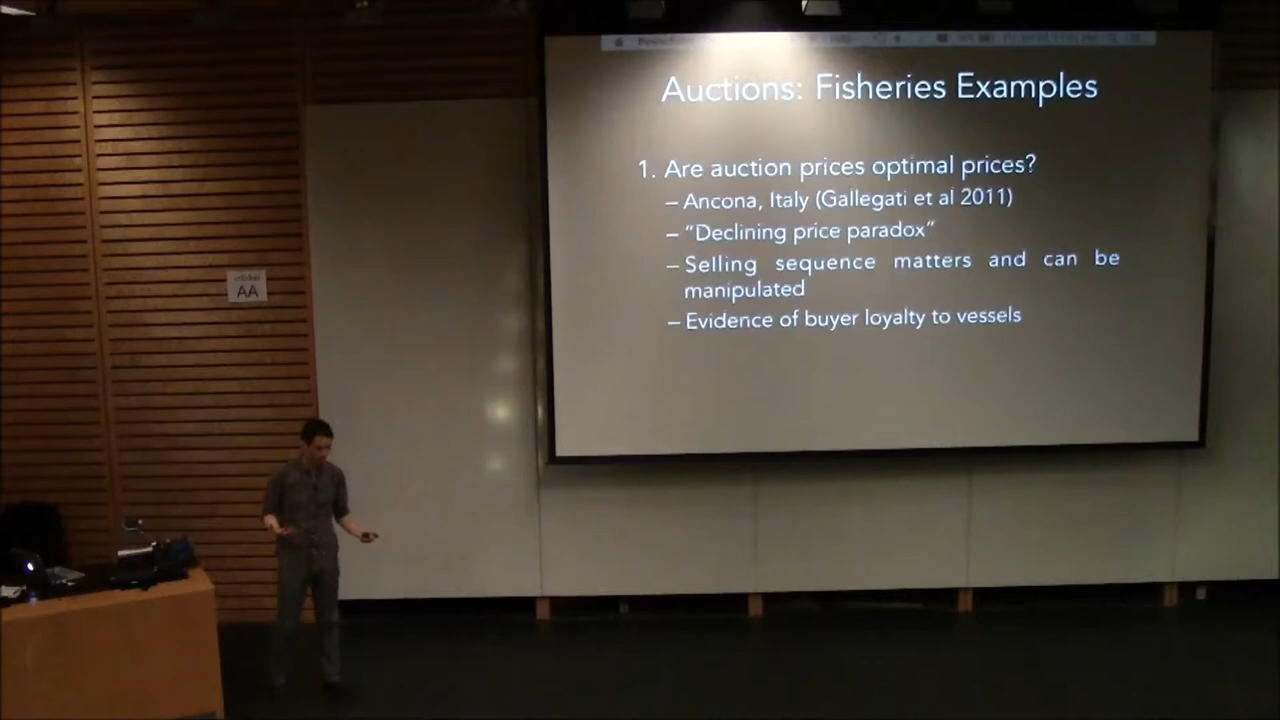 Auctions: Fisheries Examples
1. Are auction prices optimal prices?
– Ancona, Italy (Gallegati et al 2011)
– “Declining price paradox”
– Selling sequence matters and can be
manipulated
– Evidence of buyer loyalty to vessels
AA